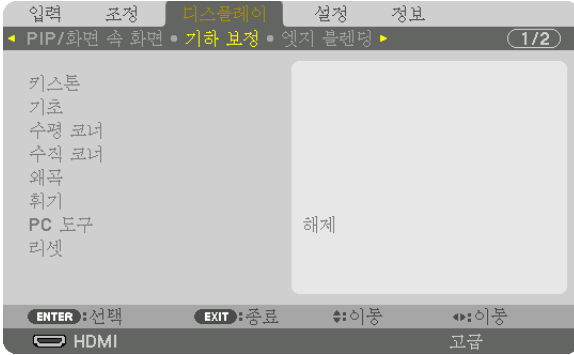 입력 조정 디스플레이 설정 정보
◂ PIP/화면 속 화면 • 기하 보정 • 엣지 블렌딩 ▸ 1/2
키스톤
기초
수평 코너
수직 코너
왜곡
휘기
PC 도구 해제
리셋
ENTER:선택 EXIT:종료 ♦:이동 ◂▸:이동
HDMI 고급